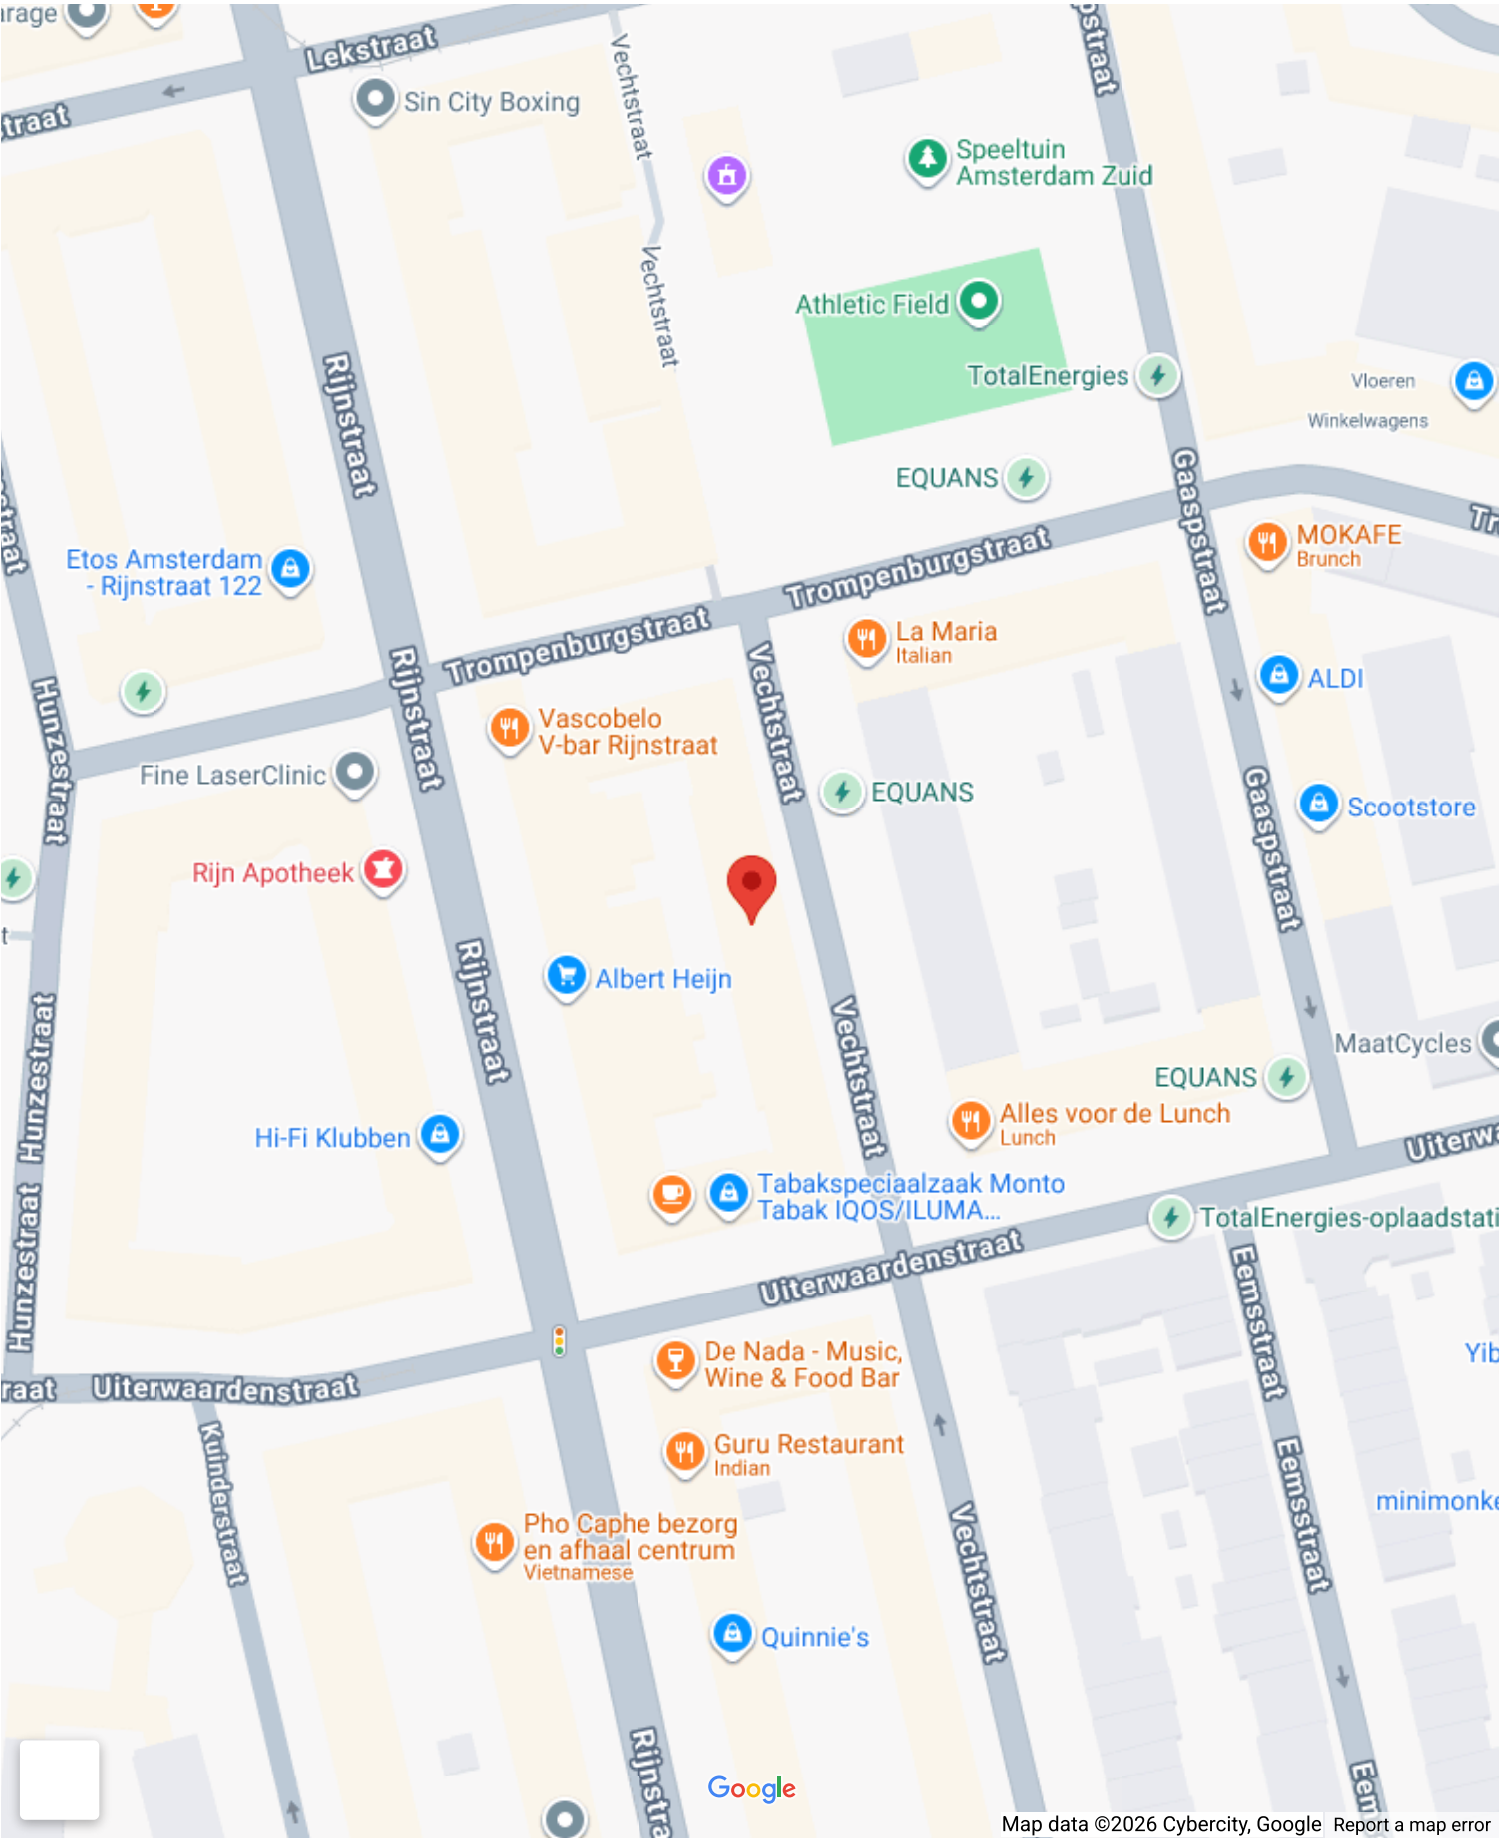 arage
Lekstraat
straat
Sin City Boxing
Vechtstraat
Speeltuin
Amsterdam Zuid
Vechtstraat
Athletic Field
TotalEnergies
Vloeren
Winkelwagens
Rijnstraat
EQUANS
Gaaspstraat
Trompenburgstraat
MOKAFE
Brunch
Etos Amsterdam
- Rijnstraat 122
La Maria
Italian
Trompenburgstraat
ALDI
Hunzestraat
Rijnstraat
Vechtstraat
Vascobelo
V-bar Rijnstraat
Fine LaserClinic
EQUANS
Scootstore
Gaaspstraat
Rijn Apotheek
Albert Heijn
Rijnstraat
Vechtstraat
MaatCycles
Hunzestraat
EQUANS
Alles voor de Lunch
Lunch
Hi-Fi Klubben
Tabakspeciaalzaak Monto
Tabak IQOS/ILUMA...
TotalEnergies-oplaadstati
Hunzestraat
Uiterwaardenstraat
Eemsstraat
De Nada - Music,
Wine & Food Bar
Yib
raat
Uiterwaardenstraat
Guru Restaurant
Indian
Kuinderstraat
minimonke
Eemsstraat
Pho Caphe bezorg
en afhaal centrum
Vietnamese
Vechtstraat
Quinnie's
Rijnstra
Google
Eem
Map data ©2026 Cybercity, Google
Report a map error